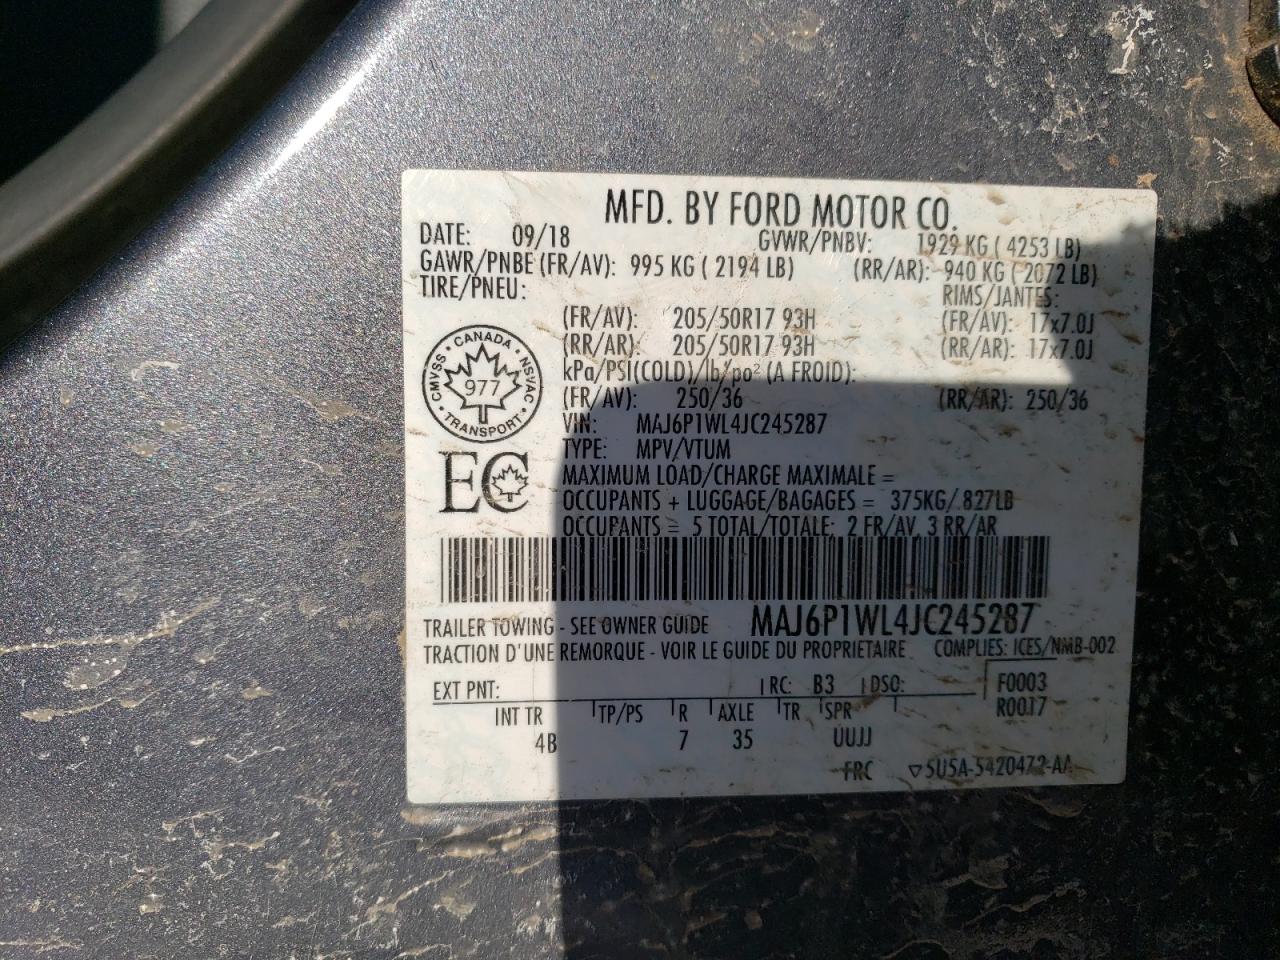 MFD. BY FORD MOTOR CO.
DATE: 09/18 GVWR/PNBV: 1929 KG ( 4253 LB)
GAWR/PNBE (FR/AV): 995 KG ( 2194 LB) (RR/AR): 940 KG ( 2072 LB)
TIRE/PNEU: RIMS/JANTES:
(FR/AV): 205/50R17 93H (FR/AV): 17x7.0J
(RR/AR): 205/50R17 93H (RR/AR): 17x7.0J
kPa/PSI(COLD)/lb/po² (A FROID):
(FR/AV): 250/36 (RR/AR): 250/36
CMVSS • CANADA • NSVAC • TRANSPORT •
977
VIN: MAJ6P1WL4JC245287
TYPE: MPV/VTUM
EC
MAXIMUM LOAD/CHARGE MAXIMALE =
OCCUPANTS + LUGGAGE/BAGAGES = 375KG/ 827LB
OCCUPANTS = 5 TOTAL/TOTALE; 2 FR/AV, 3 RR/AR
MAJ6P1WL4JC245287
TRAILER TOWING - SEE OWNER GUIDE
TRACTION D'UNE REMORQUE - VOIR LE GUIDE DU PROPRIETAIRE COMPLIES: ICES/NMB-002
EXT PNT: RC: B3 DSO: F0003
R0017
INT TR TP/PS R AXLE TR SPR
4B 7 35 UUJJ
FRC ▽5U5A-5420472-AA